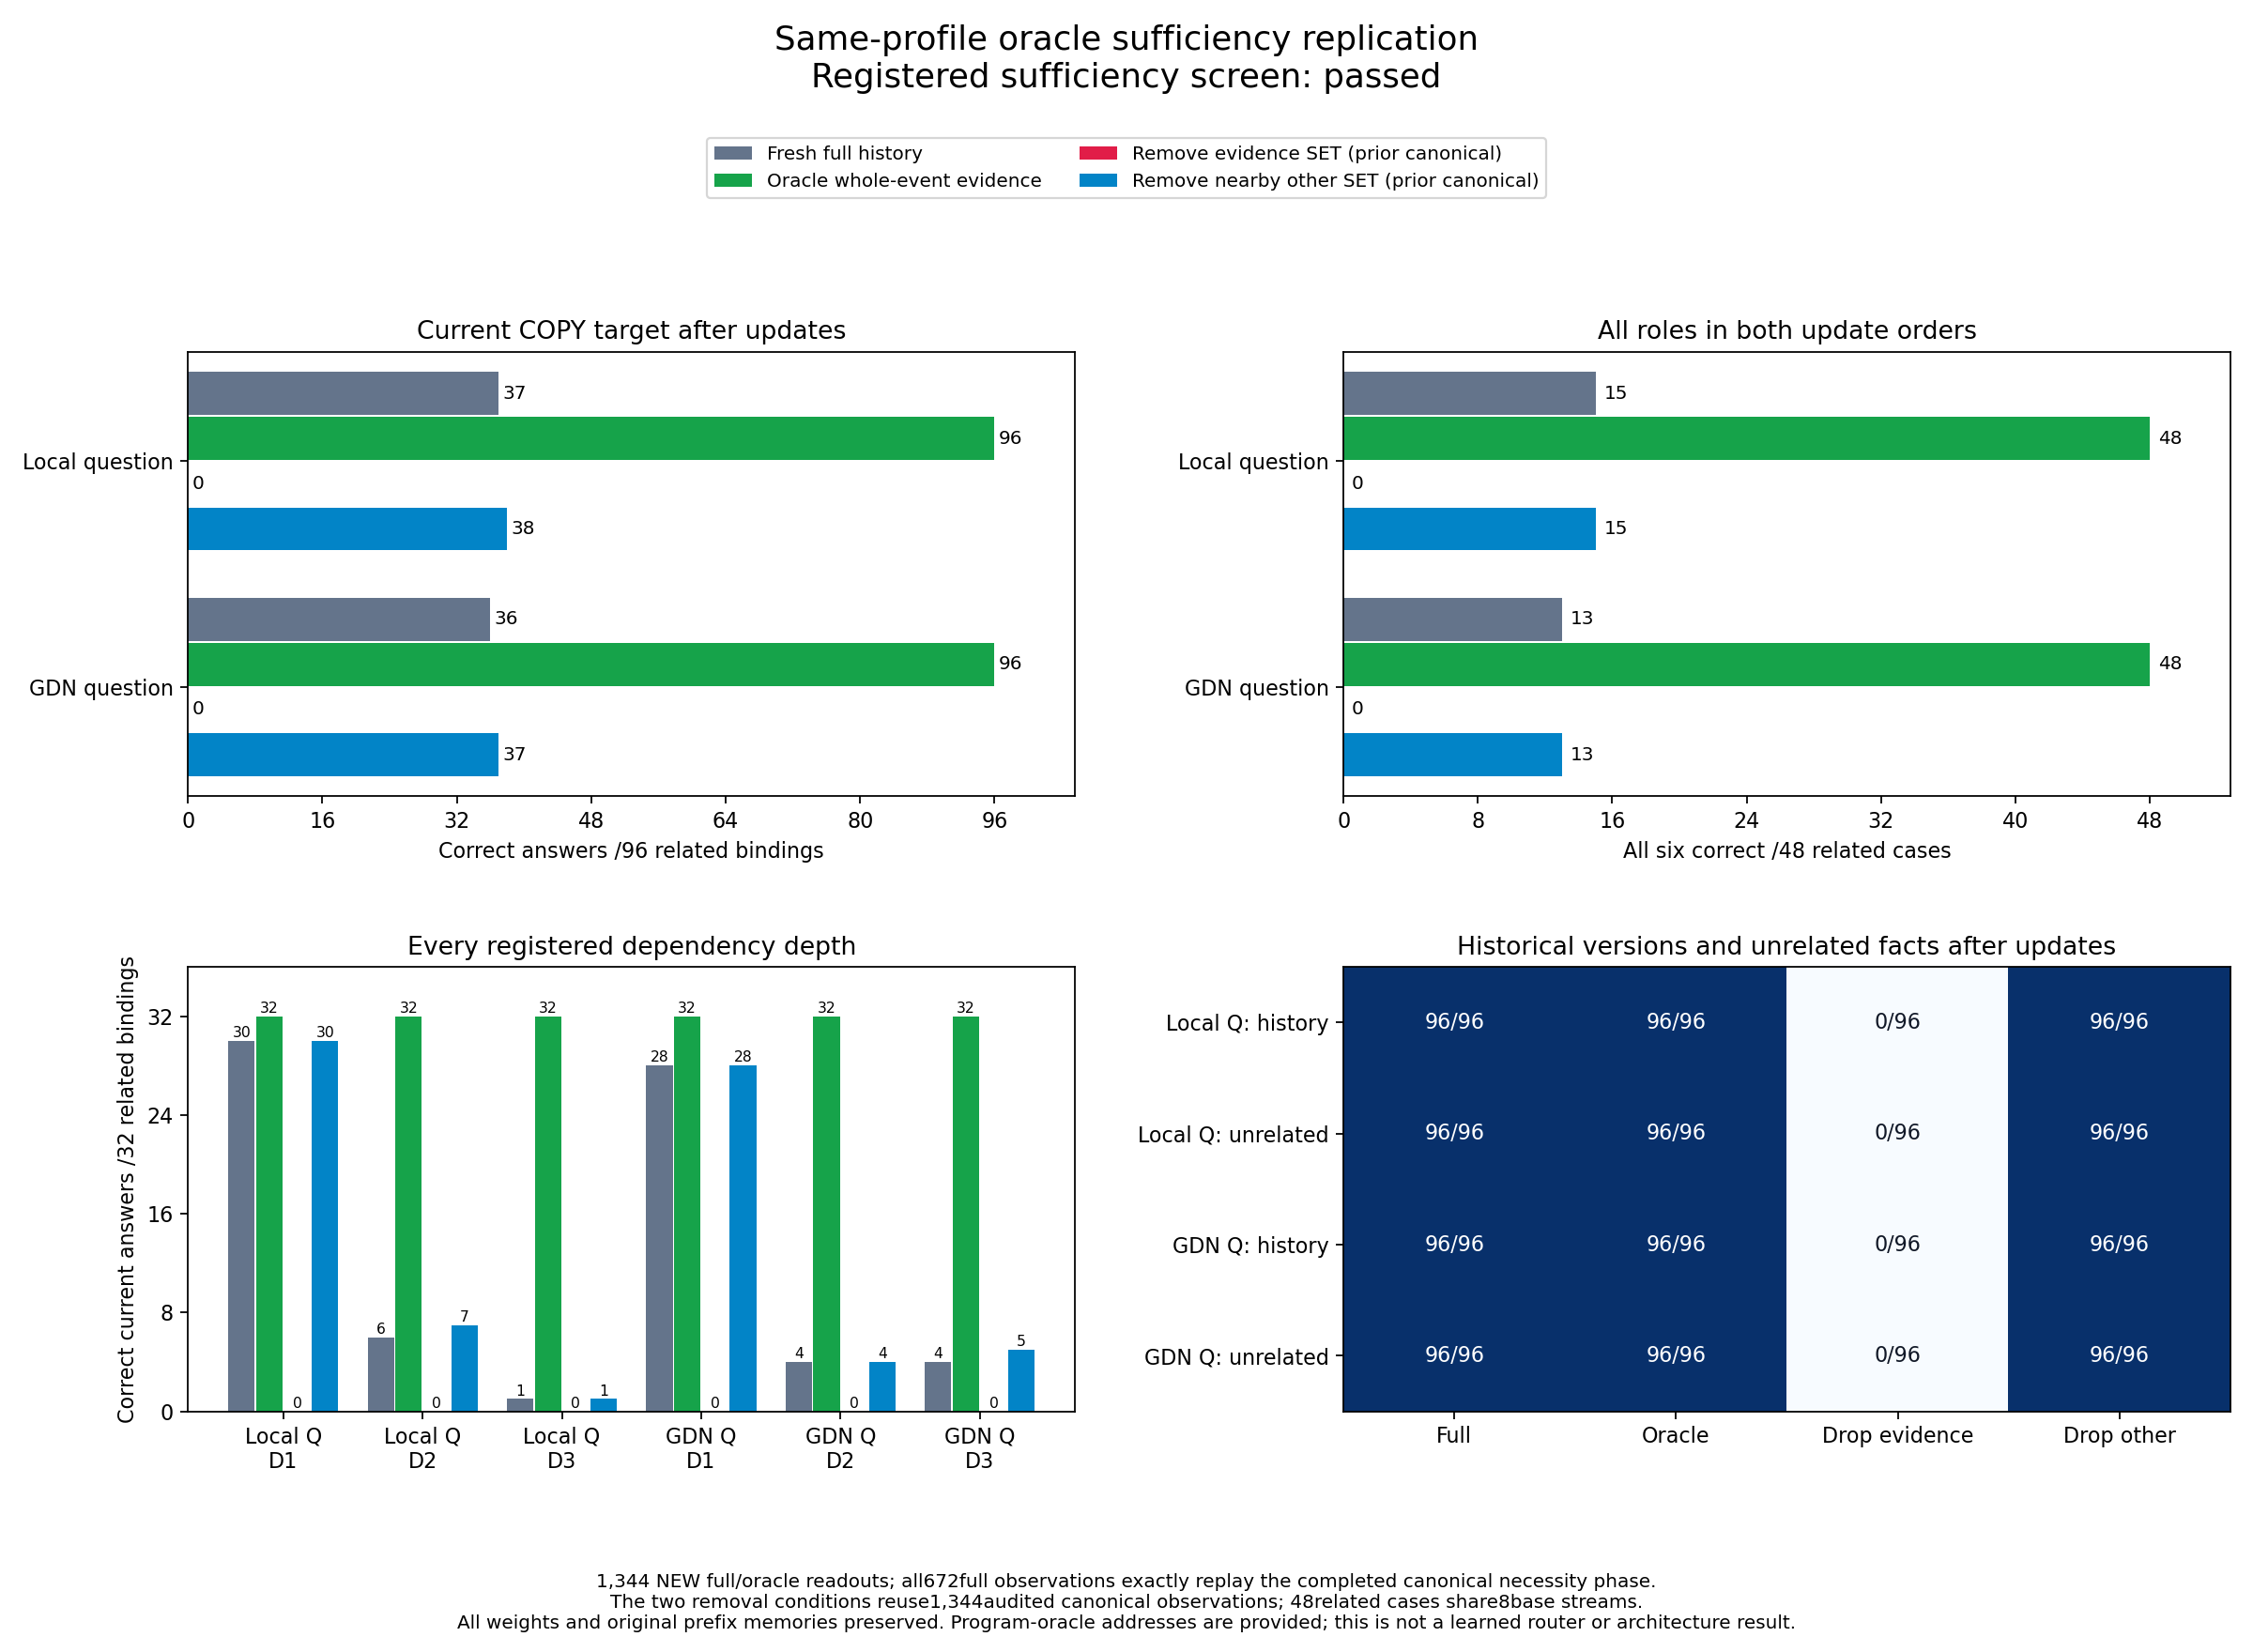 Same-profile oracle sufficiency replication
Registered sufficiency screen: passed
Fresh full history
Oracle whole-event evidence
Remove evidence SET (prior canonical)
Remove nearby other SET (prior canonical)
Current COPY target after updates
Local question
GDN question
37
96
0
38
36
96
0
37
0 16 32 48 64 80 96
Correct answers /96 related bindings
All roles in both update orders
Local question
GDN question
15
48
0
15
13
48
0
13
0 8 16 24 32 40 48
All six correct /48 related cases
Every registered dependency depth
Correct current answers /32 related bindings
32
24
16
8
0
30 32 0 30
6 32 0 7
1 32 0 1
28 32 0 28
4 32 0 4
4 32 0 5
Local Q D1
Local Q D2
Local Q D3
GDN Q D1
GDN Q D2
GDN Q D3
Historical versions and unrelated facts after updates
Local Q: history 96/96 96/96 0/96 96/96
Local Q: unrelated 96/96 96/96 0/96 96/96
GDN Q: history 96/96 96/96 0/96 96/96
GDN Q: unrelated 96/96 96/96 0/96 96/96
Full Oracle Drop evidence Drop other
1,344 NEW full/oracle readouts; all672full observations exactly replay the completed canonical necessity phase.
The two removal conditions reuse1,344audited canonical observations; 48related cases share8base streams.
All weights and original prefix memories preserved. Program-oracle addresses are provided; this is not a learned router or architecture result.